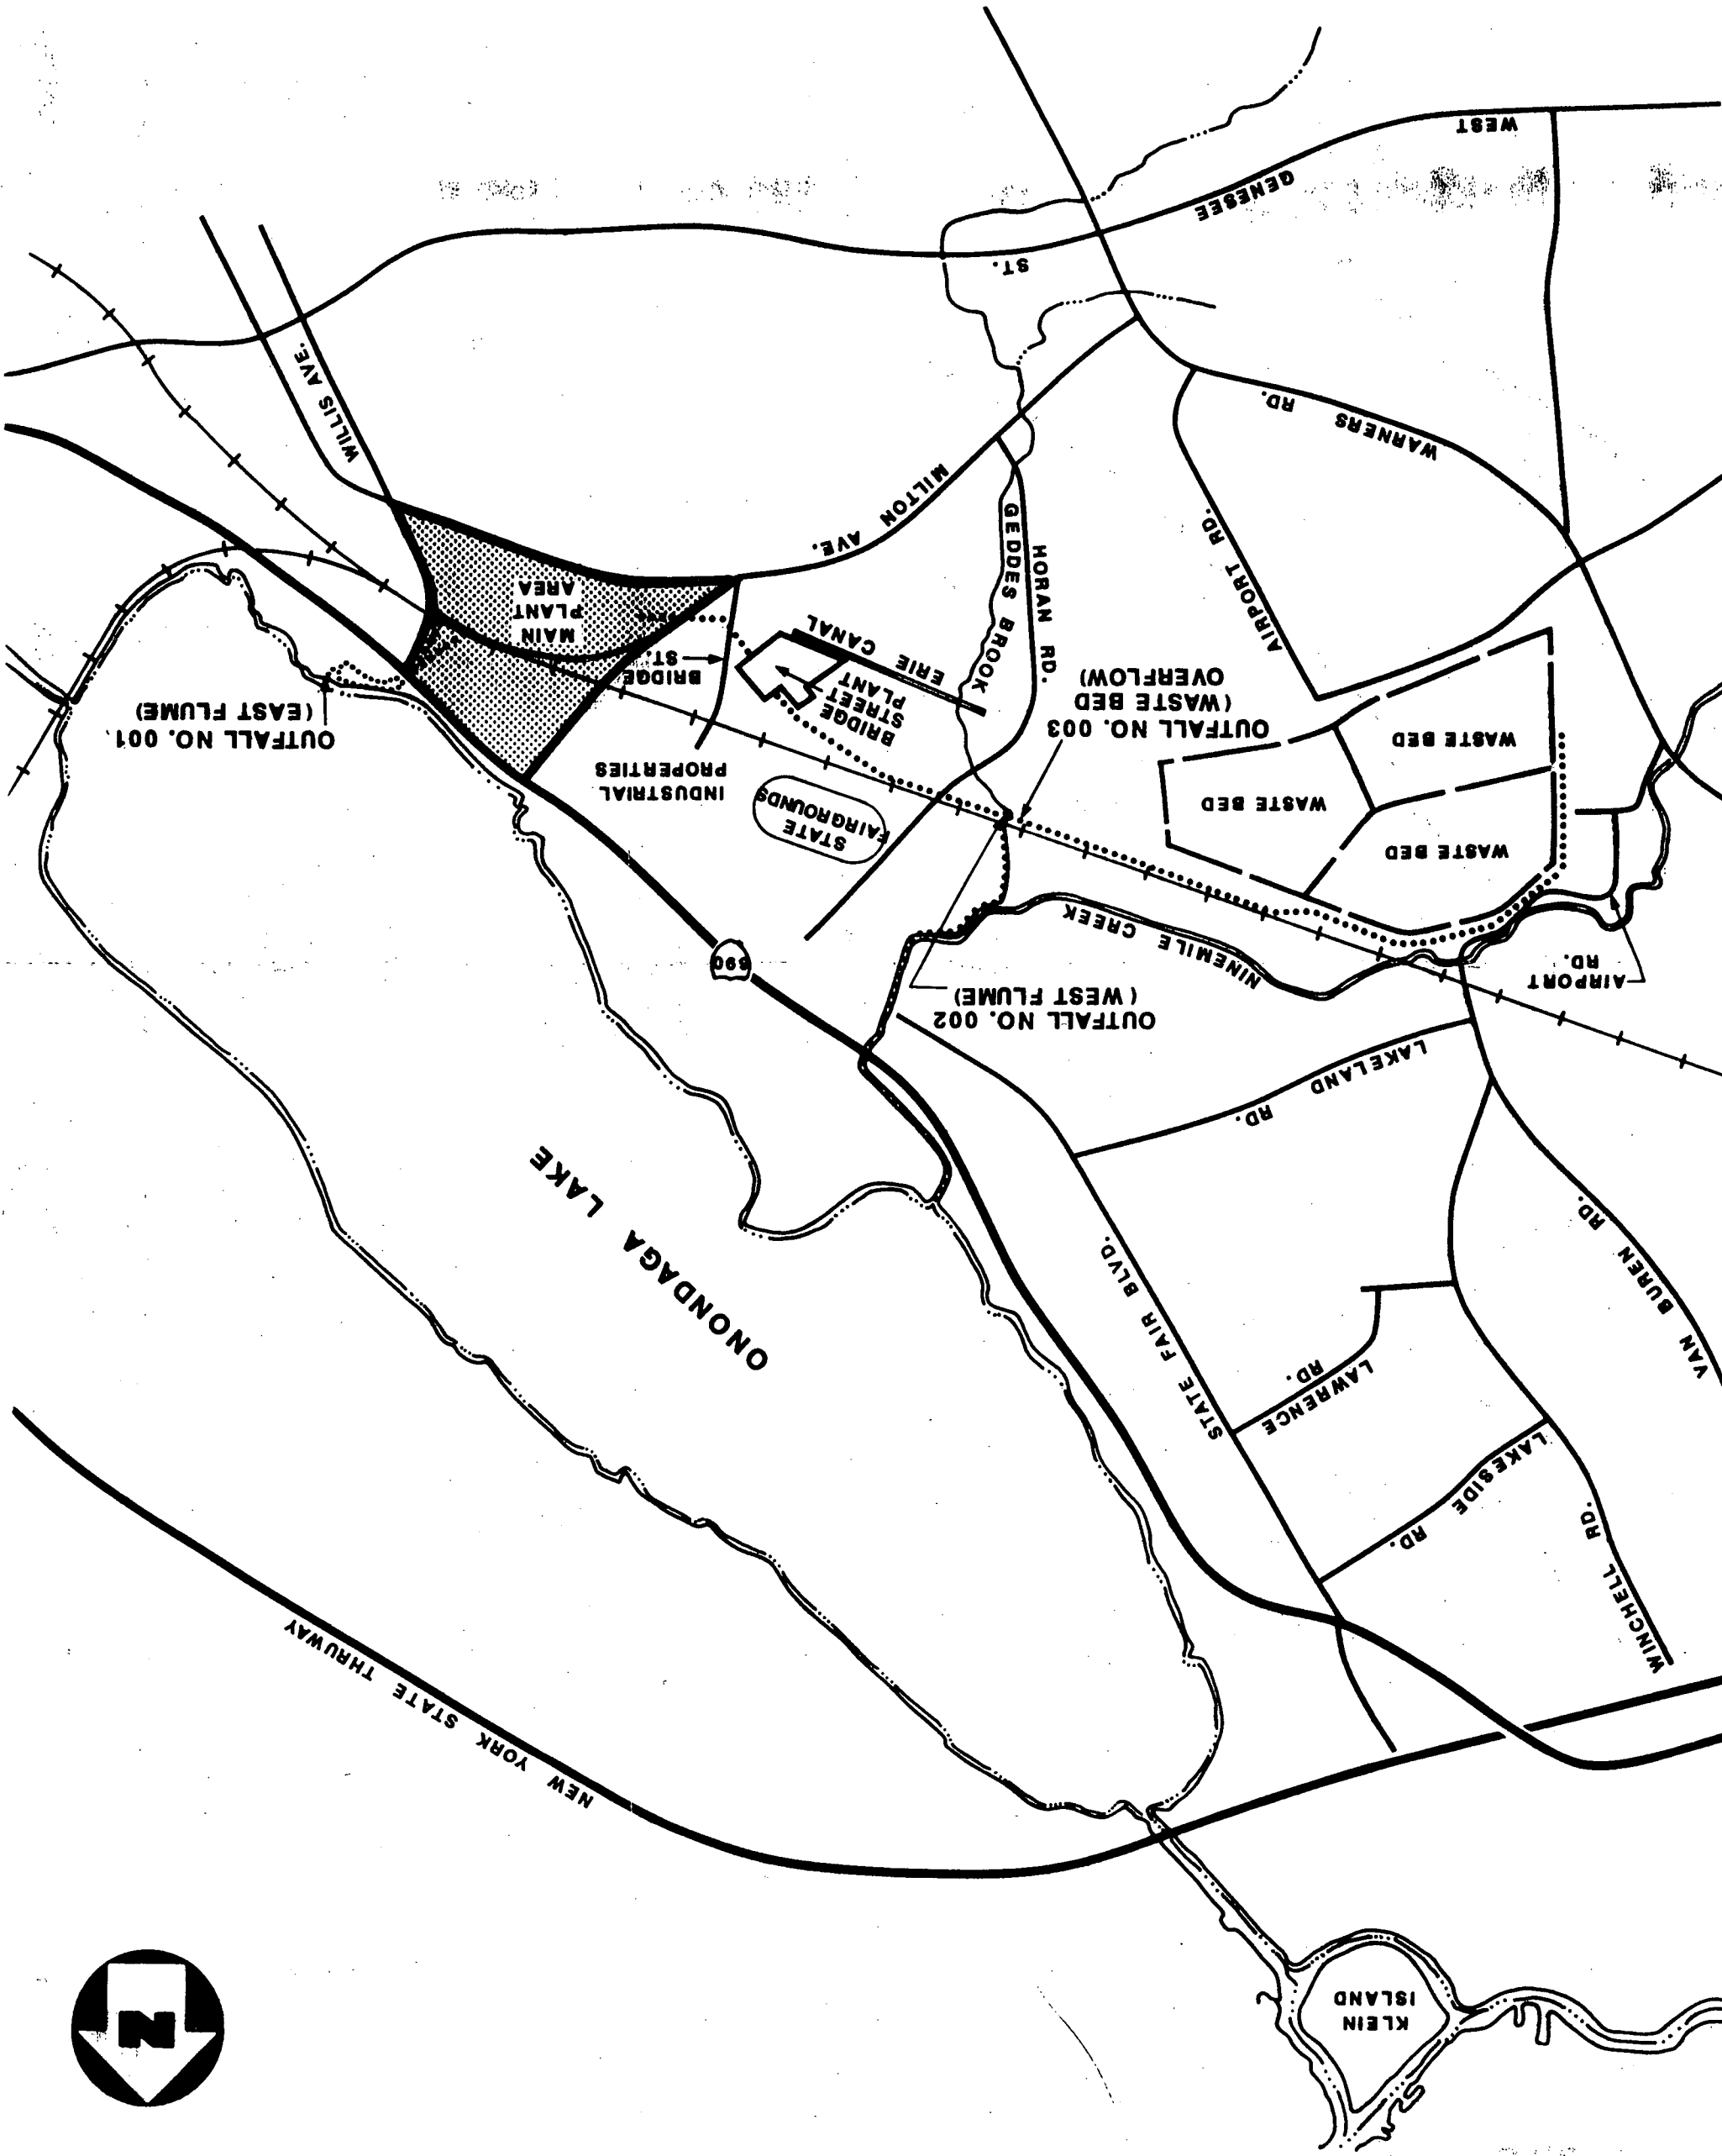 KLEIN
ISLAND
N
NEW YORK STATE THRUWAY
WINCHELL RD.
LAKESIDE RD.
LAWRENCE
RD.
VAN BUREN RD.
STATE FAIR BLVD.
ONONDAGA LAKE
LAKELAND RD.
OUTFALL NO. 002
(WEST FLUME)
AIRPORT
RD.
NINEMILE CREEK
690
WASTE BED
WASTE BED
WASTE BED
STATE
FAIRGROUNDS
INDUSTRIAL
PROPERTIES
OUTFALL NO. 003
(WASTE BED
OVERFLOW)
OUTFALL NO. 001
(EAST FLUME)
BRIDGE
STREET
PLANT
BRIDGE
ST.
ERIE CANAL
MAIN
PLANT
AREA
AIRPORT RD.
HORAN RD.
GEDDES BROOK
MILTON AVE.
WARNERS RD.
WILLIS AVE.
WEST GENESEE ST.